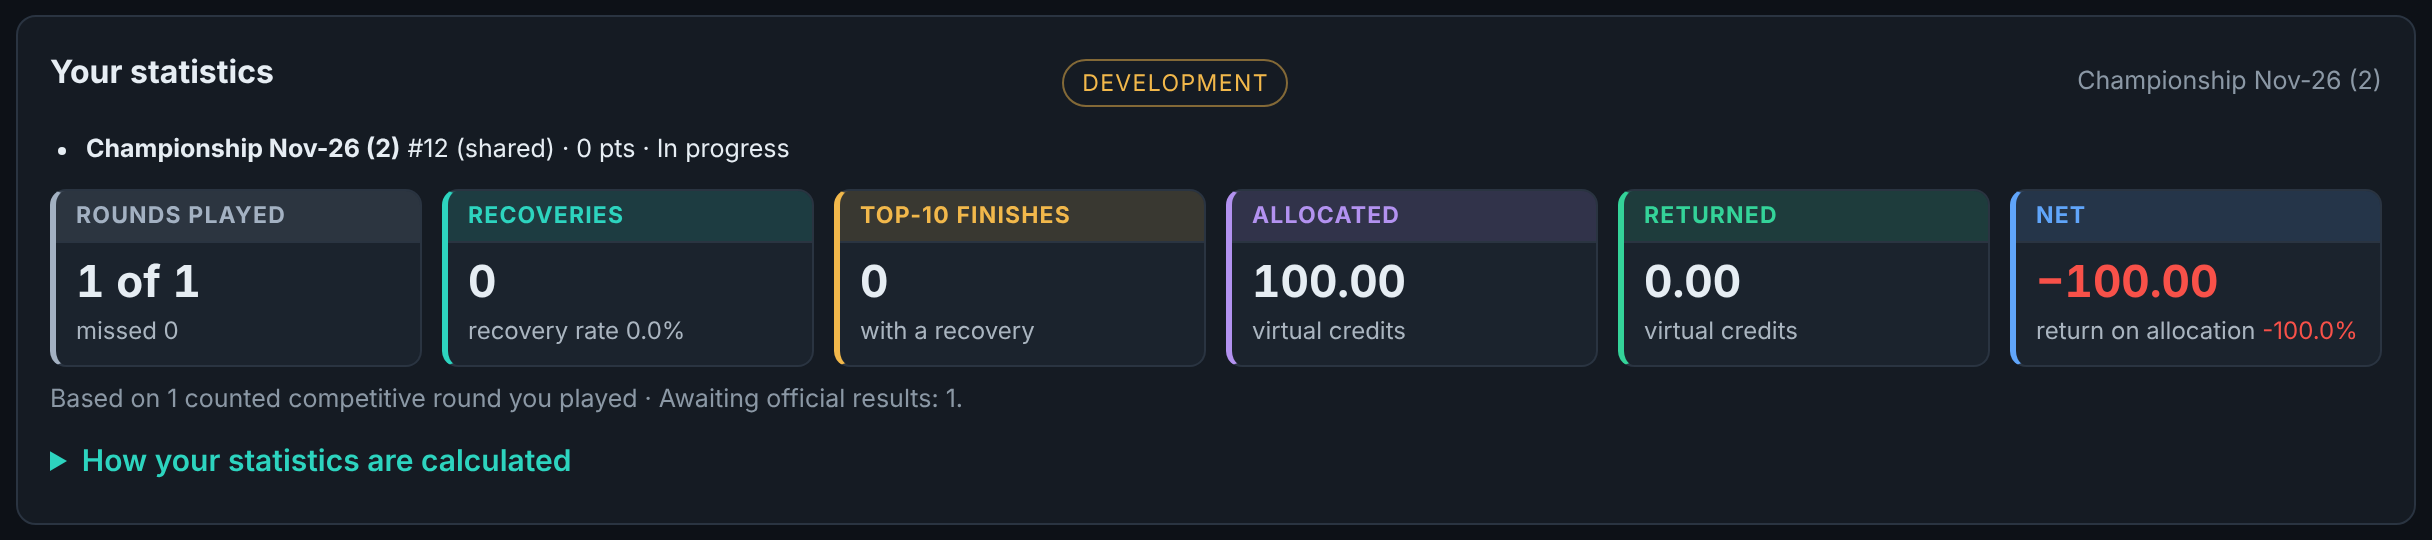 Your statistics
DEVELOPMENT
Championship Nov-26 (2)
• Championship Nov-26 (2) #12 (shared) · 0 pts · In progress
ROUNDS PLAYED
1 of 1
missed 0
RECOVERIES
0
recovery rate 0.0%
TOP-10 FINISHES
0
with a recovery
ALLOCATED
100.00
virtual credits
RETURNED
0.00
virtual credits
NET
−100.00
return on allocation -100.0%
Based on 1 counted competitive round you played · Awaiting official results: 1.
▶ How your statistics are calculated